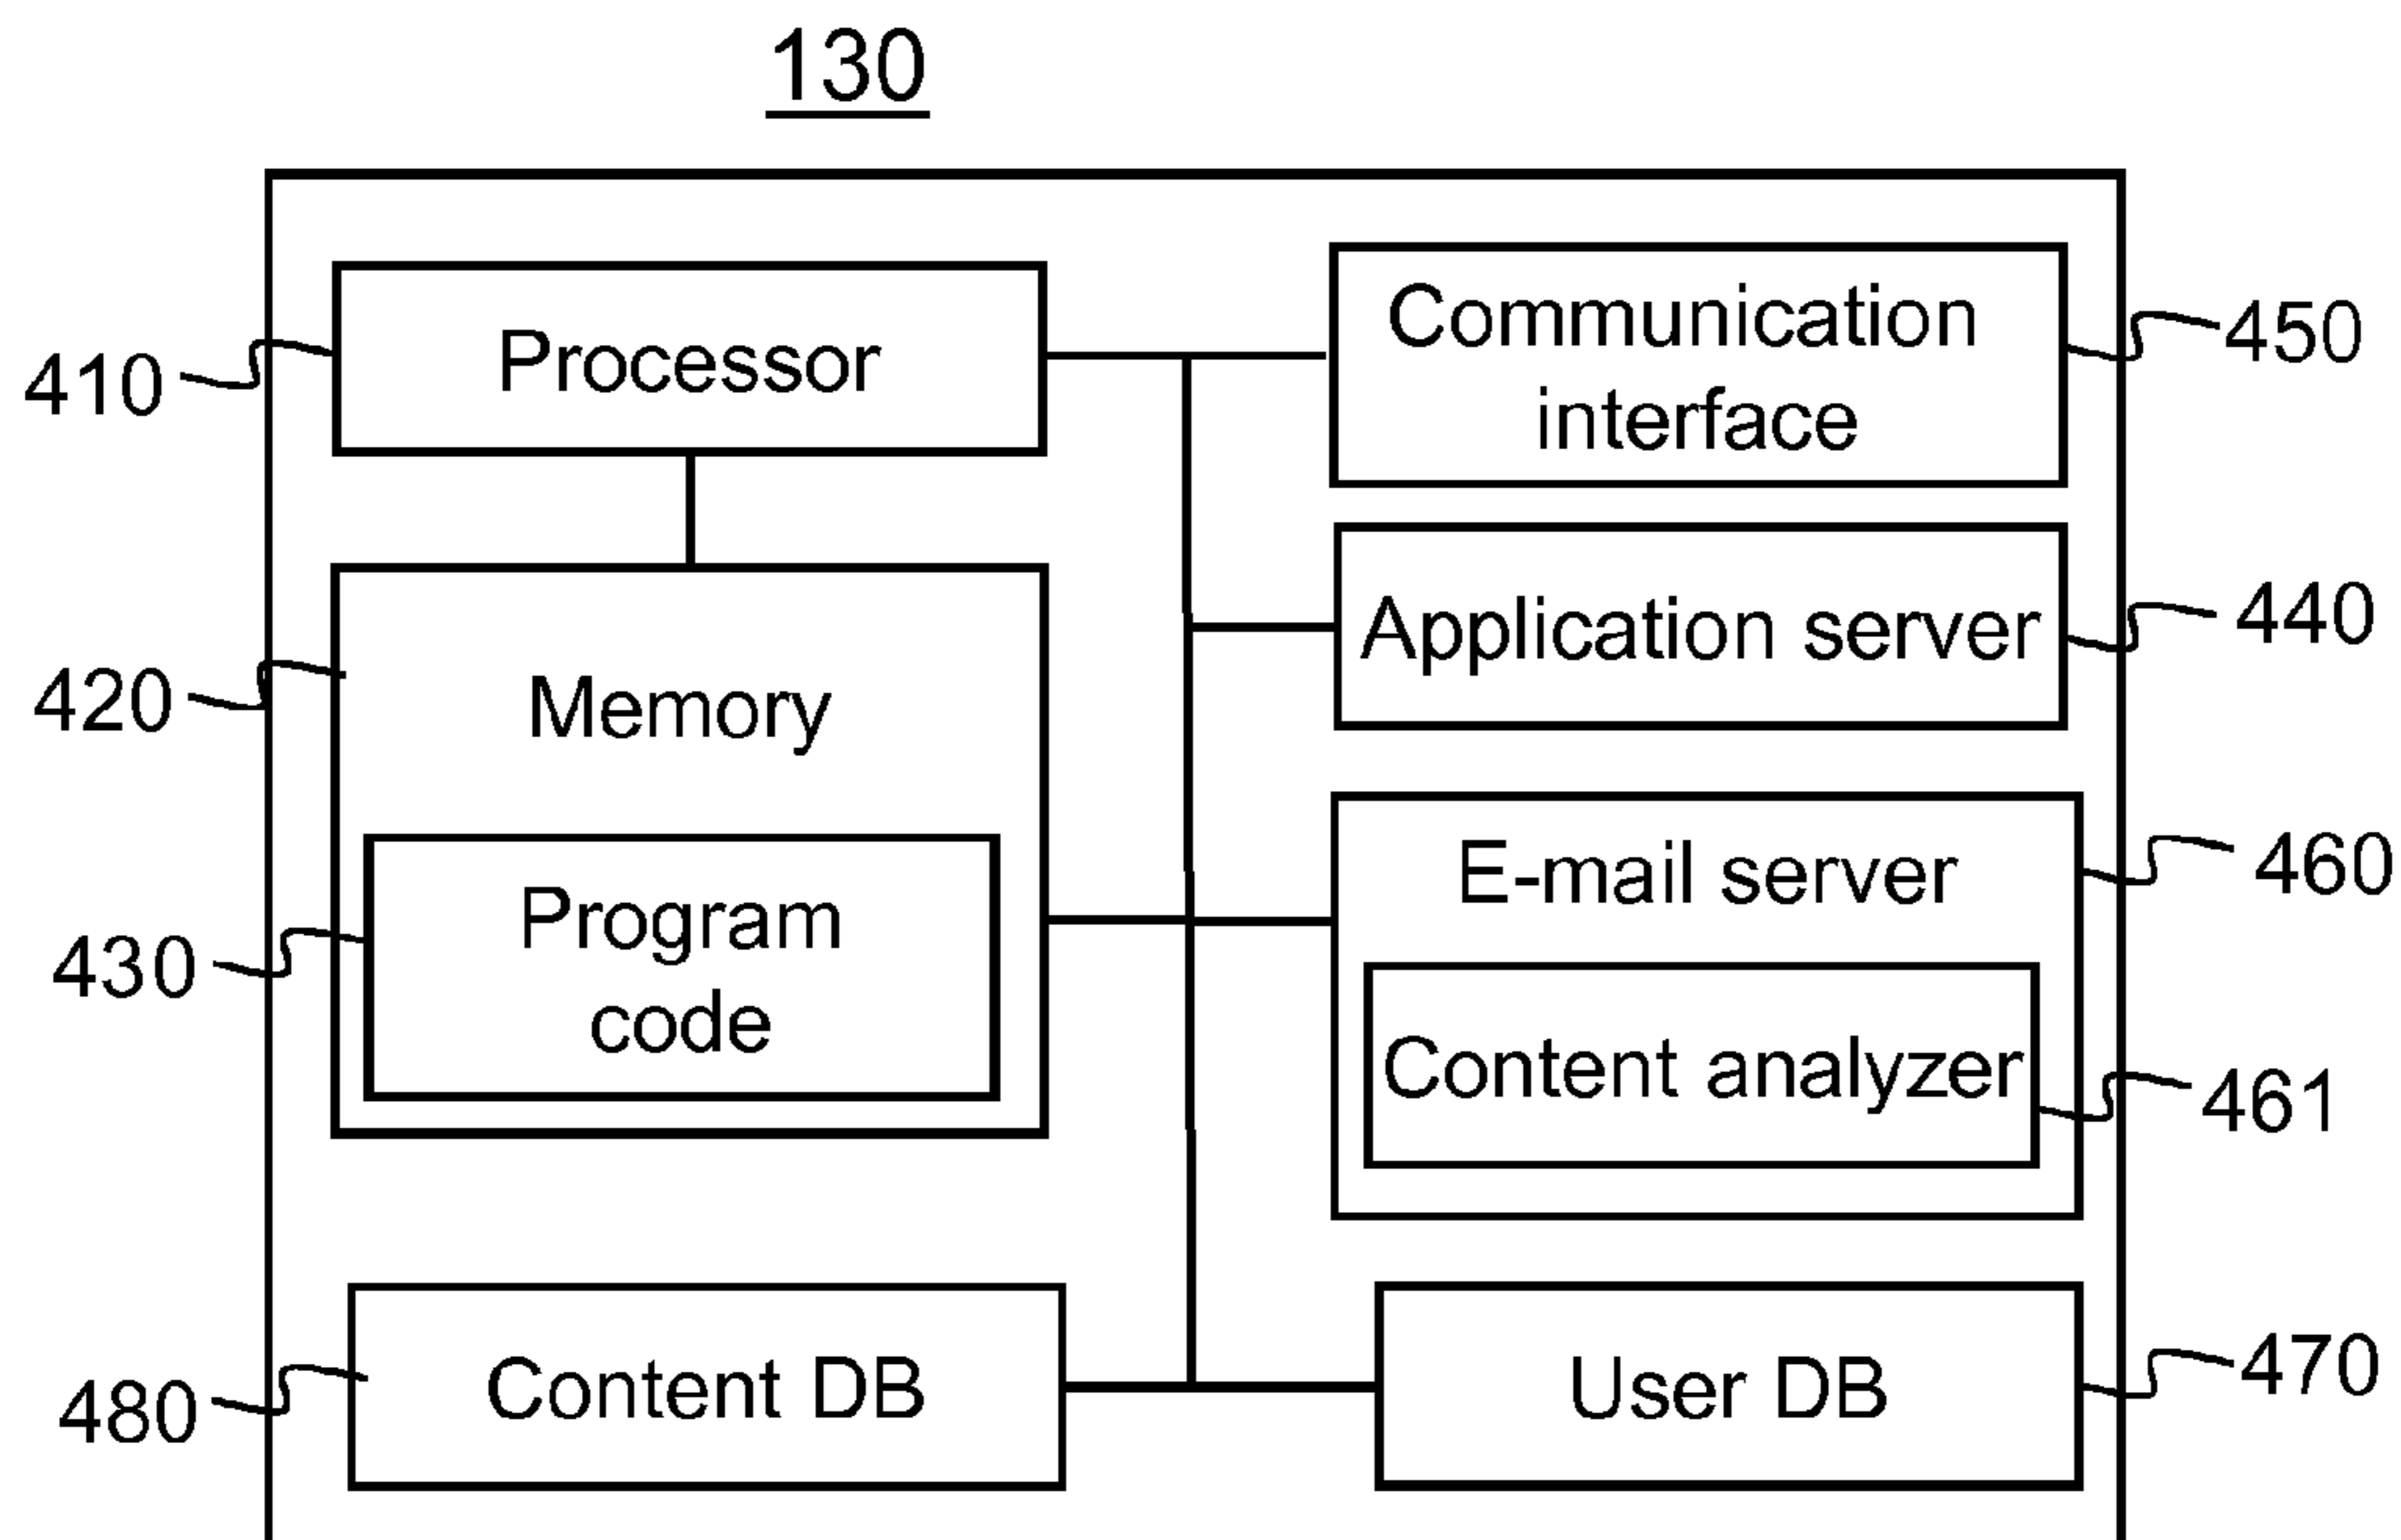 130
410
Processor
Communication
interface
450
Application server
440
420
Memory
430
Program
code
E-mail server
460
Content analyzer
461
480
Content DB
User DB
470